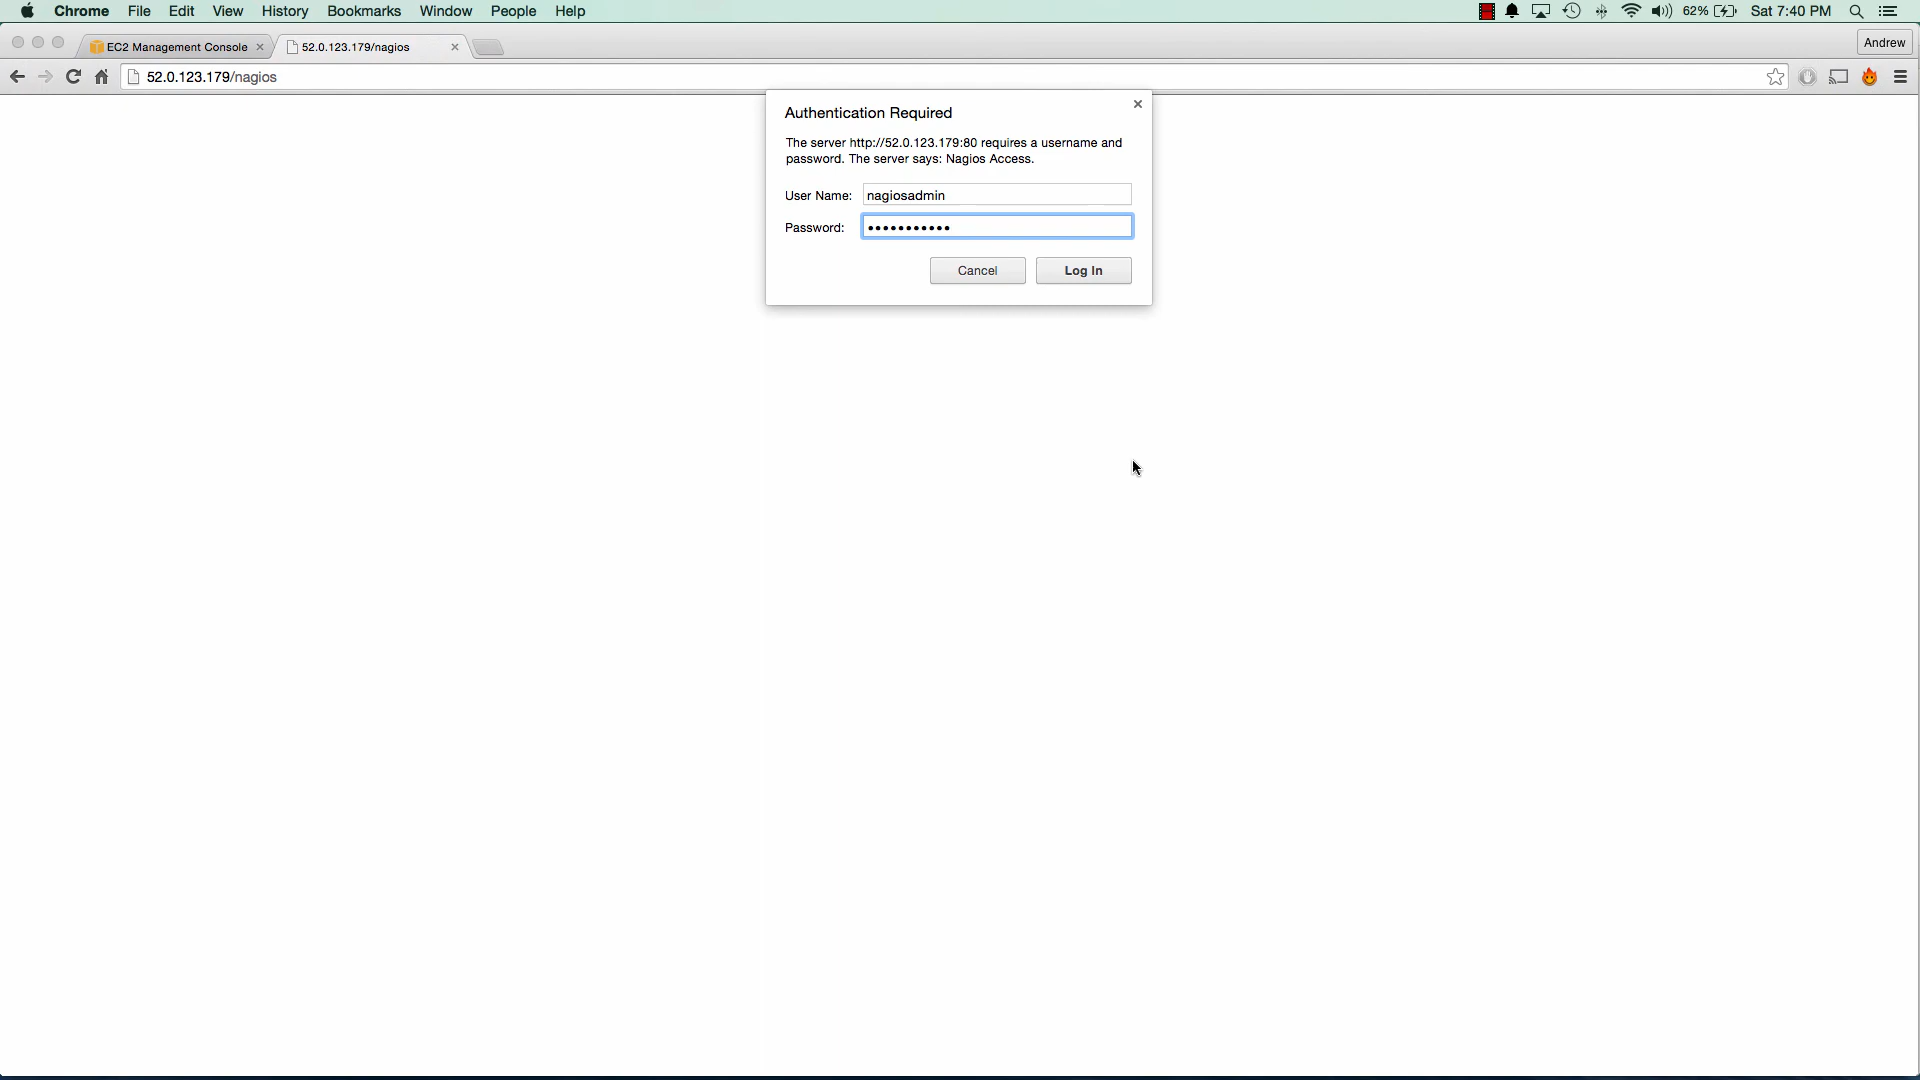 Chrome File Edit View History Bookmarks Window People Help 62% Sat 7:40 PM
EC2 Management Console 52.0.123.179/nagios Andrew
52.0.123.179/nagios
Authentication Required
The server http://52.0.123.179:80 requires a username and
password. The server says: Nagios Access.
User Name: nagiosadmin
Password: •••••••••••
Cancel Log In